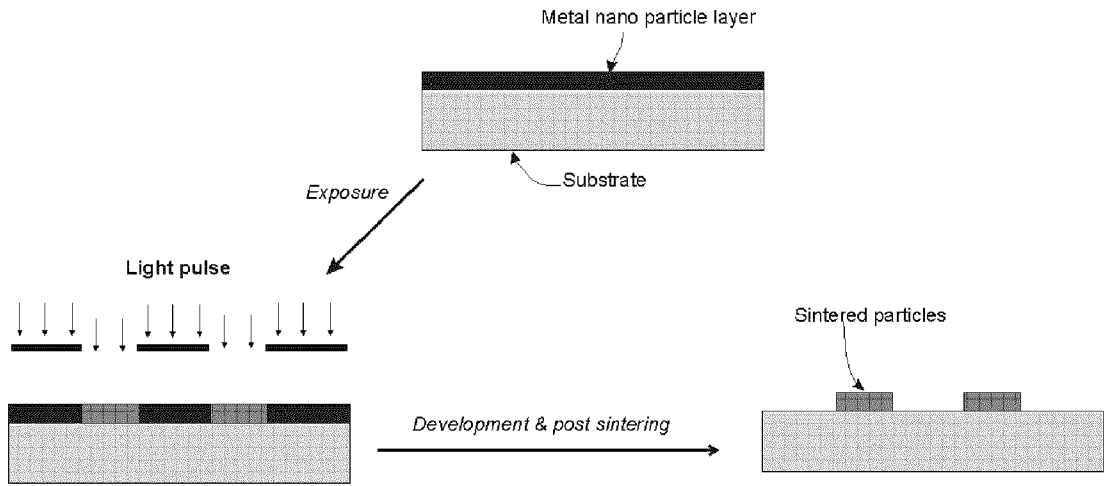 Metal nano particle layer
Substrate
Exposure
Light pulse
Sintered particles
Development & post sintering